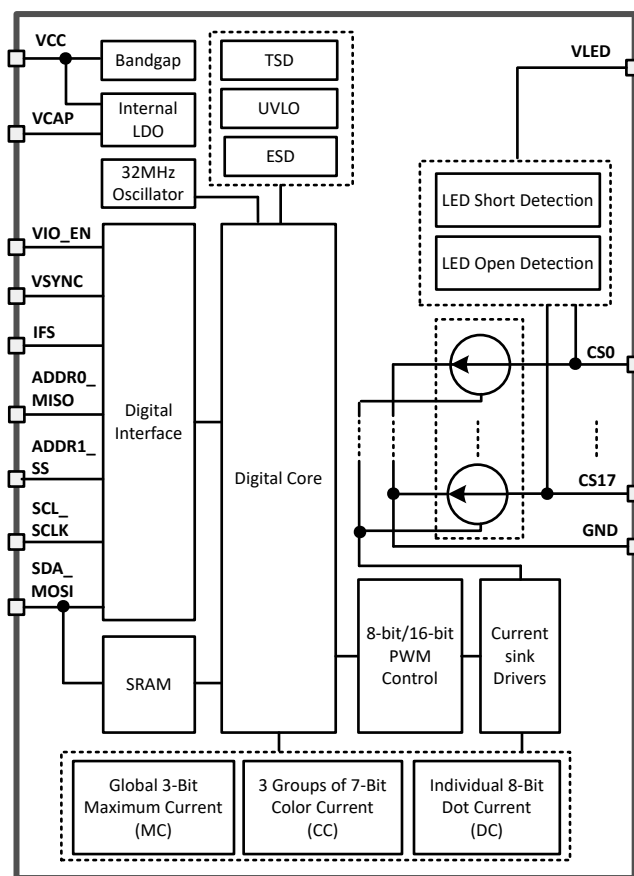 VCC
Bandgap
TSD
VLED
VCAP
Internal
LDO
UVLO
ESD
32MHz
Oscillator
LED Short Detection
LED Open Detection
VIO_EN
VSYNC
IFS
ADDR0_
MISO
ADDR1_
SS
SCL_
SCLK
SDA_
MOSI
Digital
Interface
Digital Core
CS0
CS17
GND
SRAM
8-bit/16-bit
PWM
Control
Current
sink
Drivers
Global 3-Bit
Maximum Current
(MC)
3 Groups of 7-Bit
Color Current
(CC)
Individual 8-Bit
Dot Current
(DC)